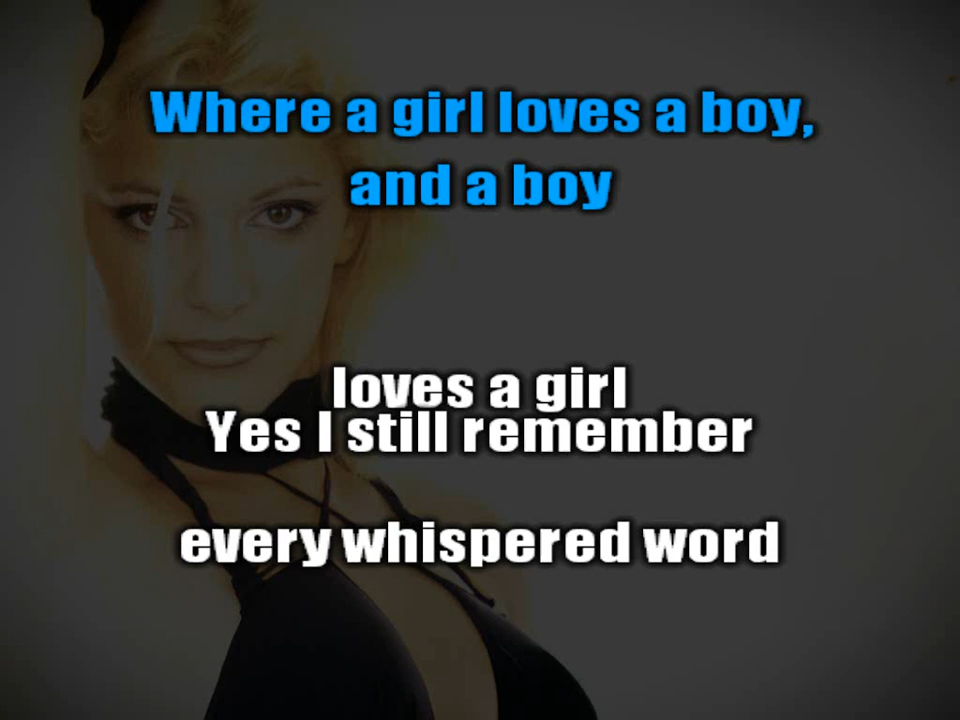 Where a girl loves a boy,
and a boy
loves a girl
Yes I still remember
every whispered word